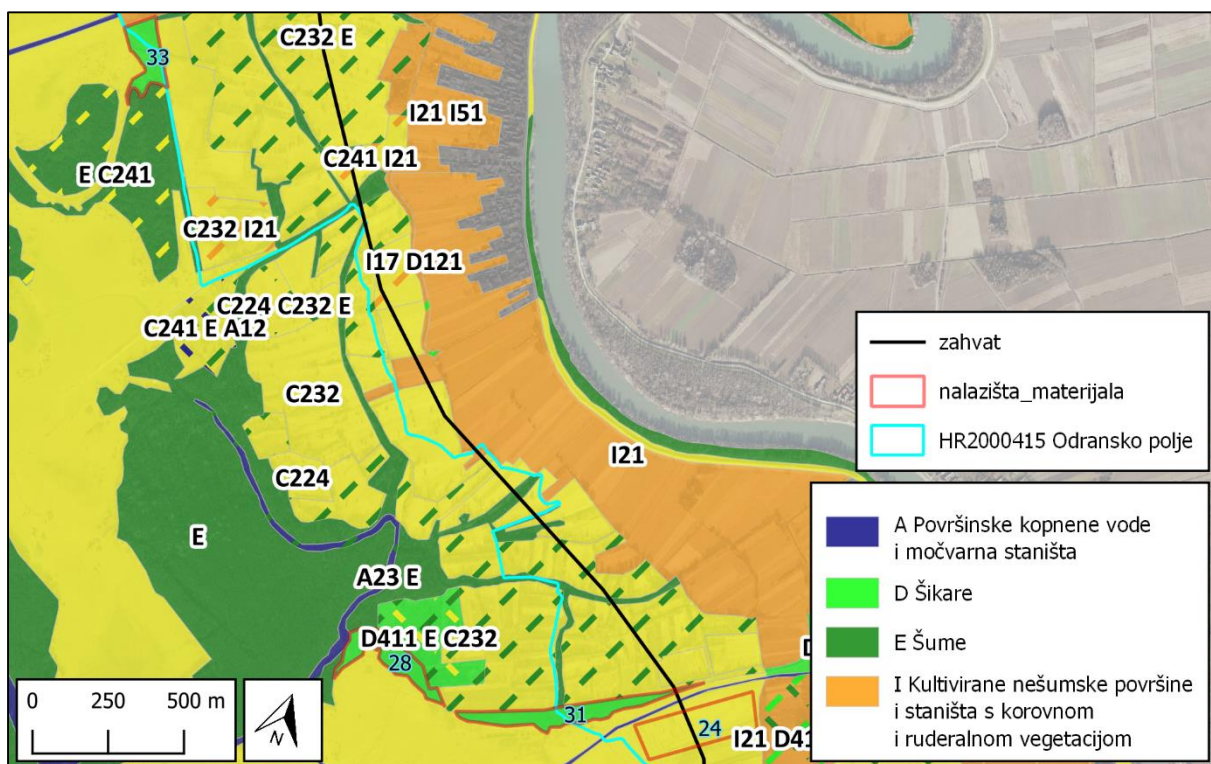 C232 E
33
I21 I51
C241 I21
E C241
C232 I21
I17 D121
C224 C232 E
C241 E A12
C232
I21
C224
E
A23 E
D411 E C232
28
31
24
I21 D41
D
zahvat
nalazišta_materijala
HR2000415 Odransko polje
A Površinske kopnene vode
i močvarna staništa
D Šikare
E Šume
I Kultivirane nešumske površine
i staništa s korovnom
i ruderalnom vegetacijom
0 250 500 m
N